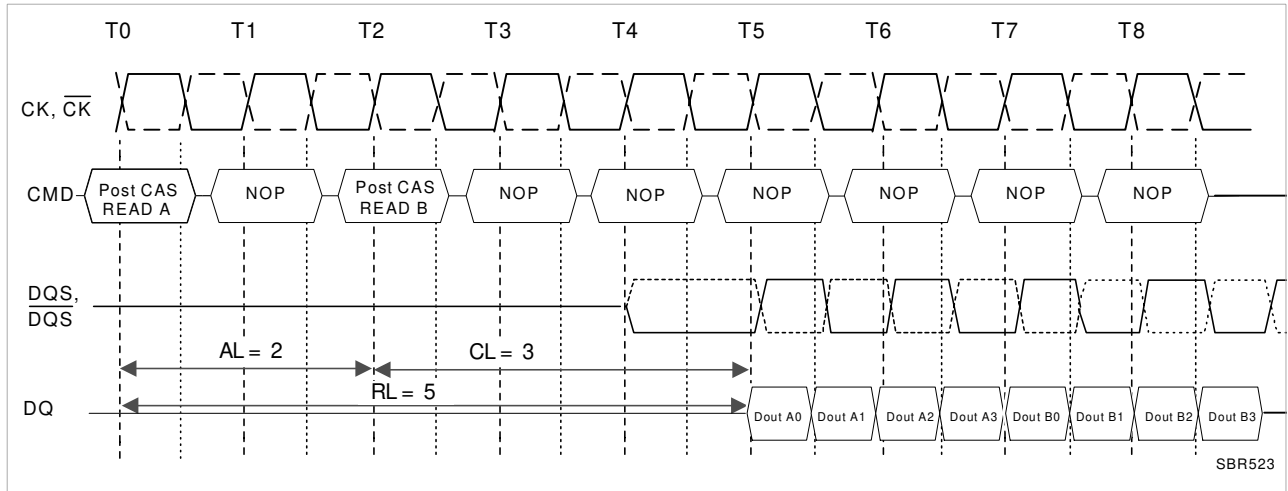 T0 T1 T2 T3 T4 T5 T6 T7 T8
CK, CK
CMD
Post CAS
READ A
NOP
Post CAS
READ B
NOP
NOP
NOP
NOP
NOP
NOP
DQS,
DQS
AL = 2
CL = 3
RL = 5
DQ
Dout A0 Dout A1 Dout A2 Dout A3 Dout B0 Dout B1 Dout B2 Dout B3
SBR523